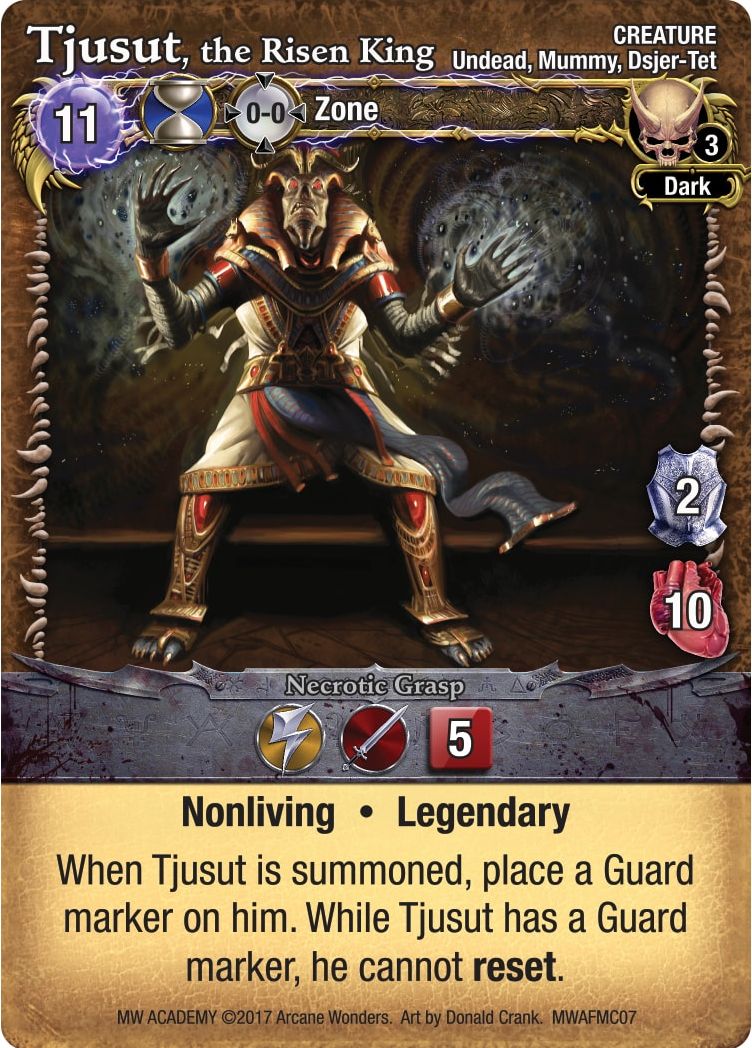 Tjusut, the Risen King
CREATURE
Undead, Mummy, Dsjer-Tet
11
0-0
Zone
3
Dark
2
10
Necrotic Grasp
5
Nonliving • Legendary
When Tjusut is summoned, place a Guard
marker on him. While Tjusut has a Guard
marker, he cannot reset.
MW ACADEMY ©2017 Arcane Wonders. Art by Donald Crank. MWAFMC07